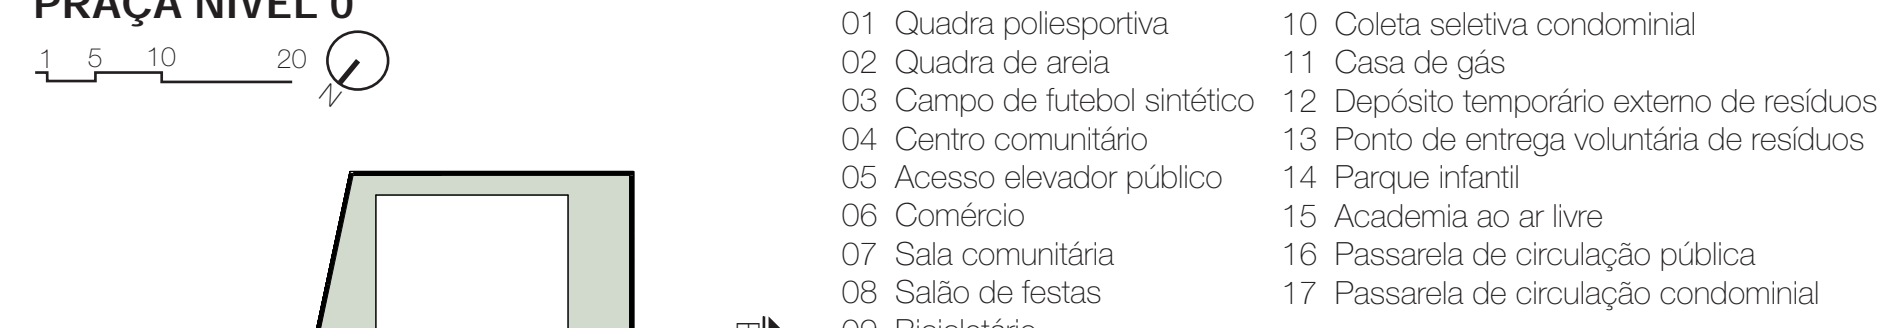 PRAÇA NÍVEL 0
1 5 10 20
N
01 Quadra poliesportiva
02 Quadra de areia
03 Campo de futebol sintético
04 Centro comunitário
05 Acesso elevador público
06 Comércio
07 Sala comunitária
08 Salão de festas
09 Bicicletário
10 Coleta seletiva condominial
11 Casa de gás
12 Depósito temporário externo de resíduos
13 Ponto de entrega voluntária de resíduos
14 Parque infantil
15 Academia ao ar livre
16 Passarela de circulação pública
17 Passarela de circulação condominial